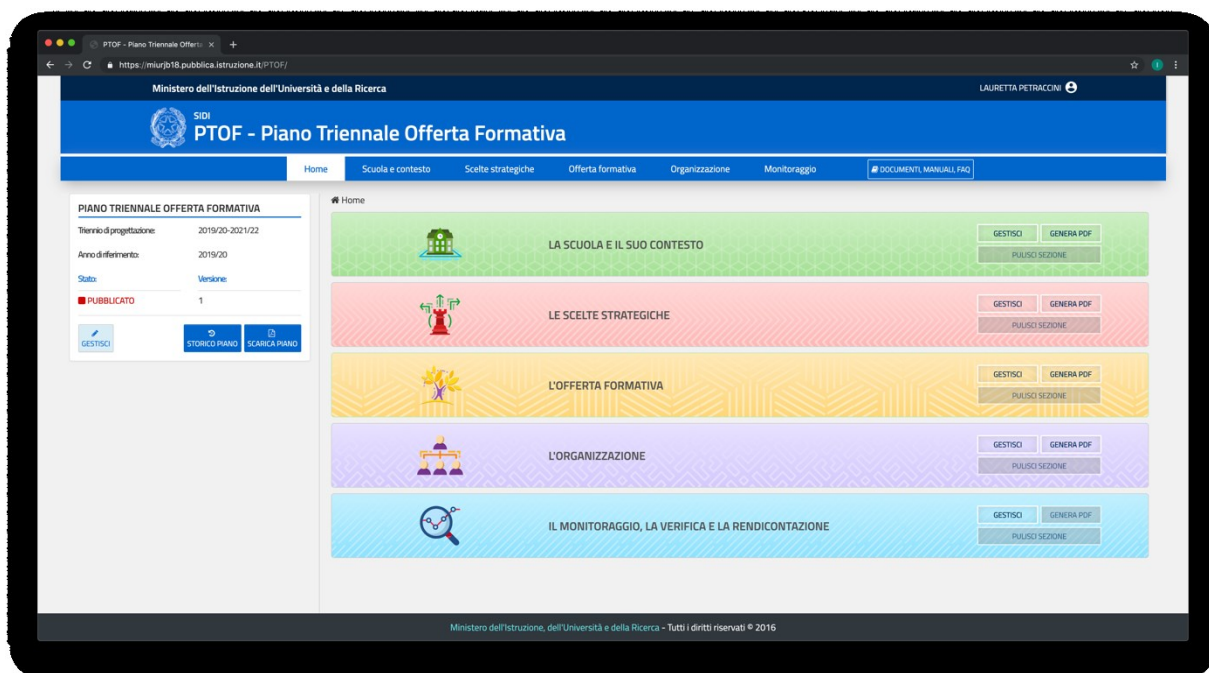 PTOF - Piano Triennale Offerta
https://miurjb18.pubblica.istruzione.it/PTOF/
Ministero dell'Istruzione dell'Università e della Ricerca
LAURETTA PETRACCINI
SIDI
PTOF - Piano Triennale Offerta Formativa
Home Scuola e contesto Scelte strategiche Offerta formativa Organizzazione Monitoraggio DOCUMENTI, MANUALI, FAQ
PIANO TRIENNALE OFFERTA FORMATIVA
Triennio di progettazione: 2019/20-2021/22
Anno di riferimento: 2019/20
Stato: Versione:
PUBBLICATO 1
GESTISCI STORICO PIANO SCARICA PIANO
Home
LA SCUOLA E IL SUO CONTESTO
GESTISCI GENERA PDF
PULISCI SEZIONE
LE SCELTE STRATEGICHE
GESTISCI GENERA PDF
PULISCI SEZIONE
L'OFFERTA FORMATIVA
GESTISCI GENERA PDF
PULISCI SEZIONE
L'ORGANIZZAZIONE
GESTISCI GENERA PDF
PULISCI SEZIONE
IL MONITORAGGIO, LA VERIFICA E LA RENDICONTAZIONE
GESTISCI GENERA PDF
PULISCI SEZIONE
Ministero dell'Istruzione, dell'Università e della Ricerca - Tutti i diritti riservati © 2016